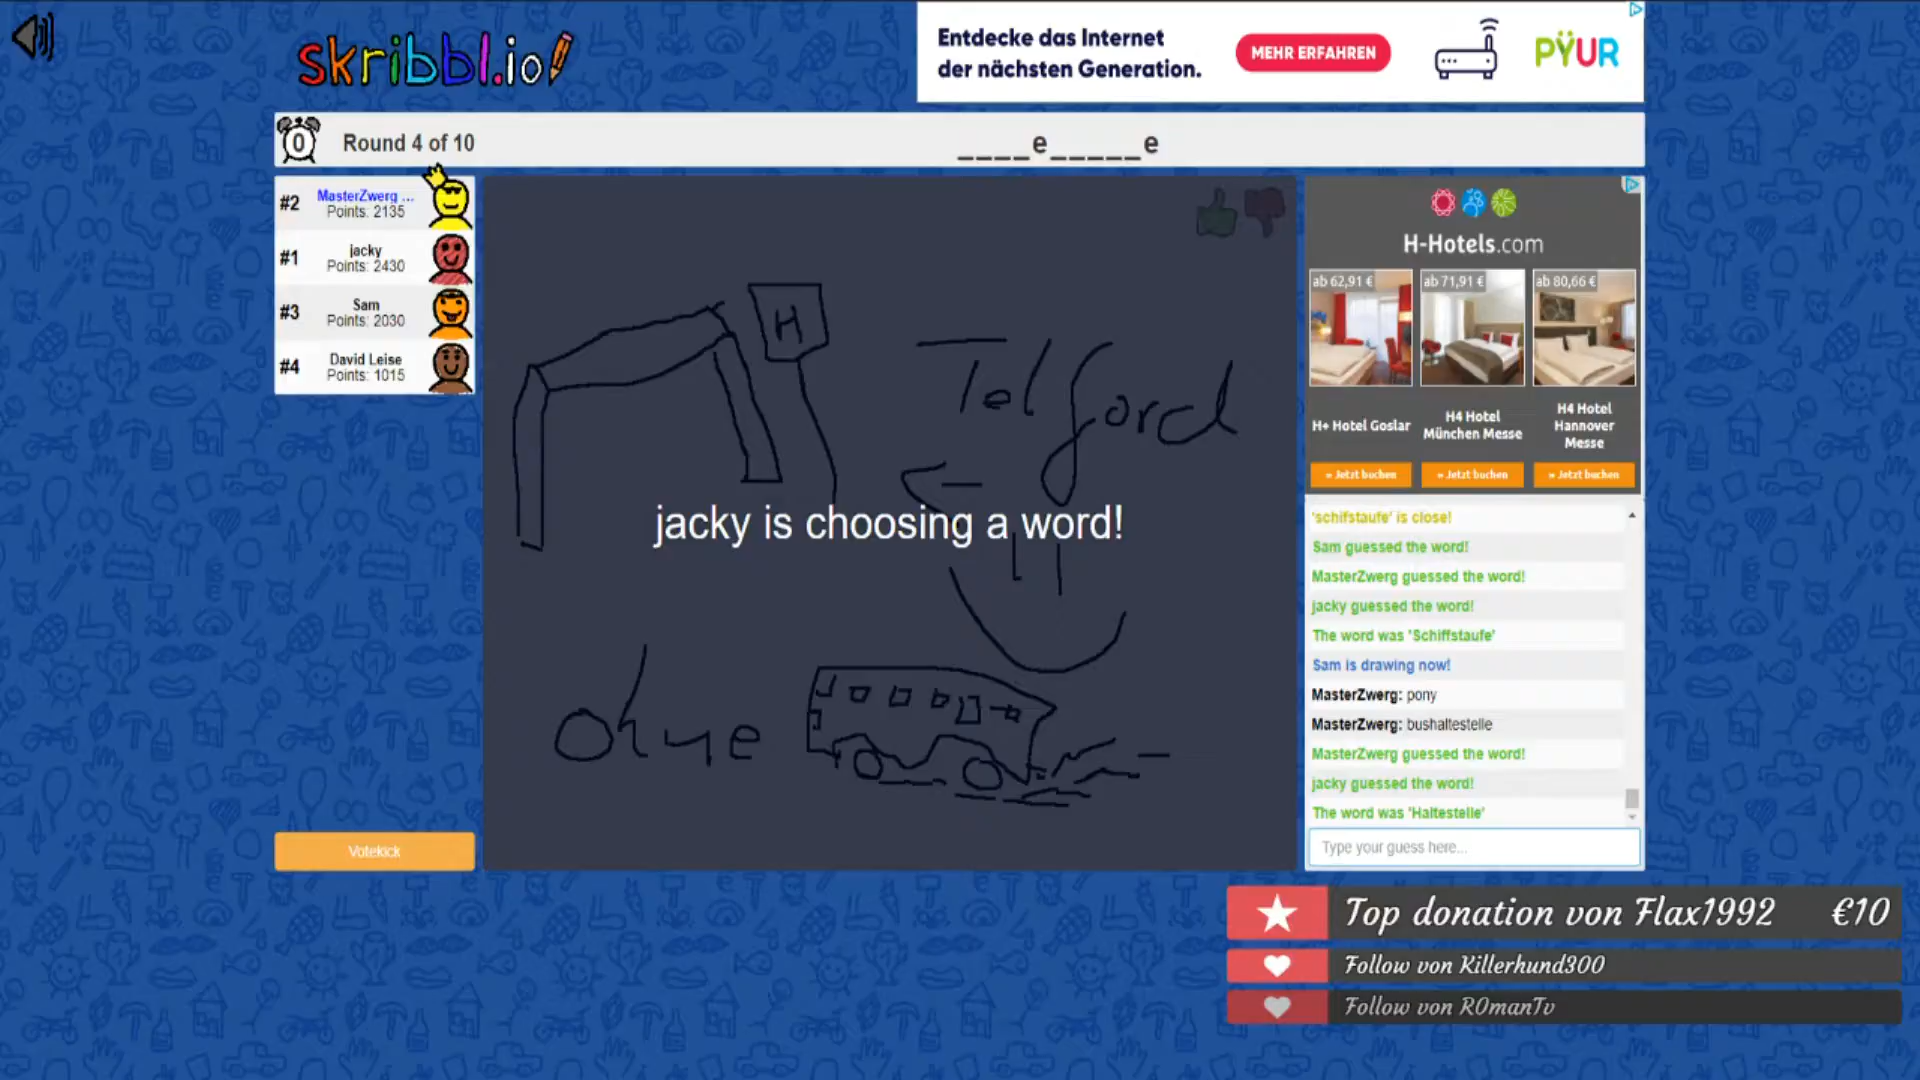 skribbl.io
Entdecke das Internet
der nächsten Generation.
MEHR ERFAHREN
PŸUR
0
Round 4 of 10
____e_____e
#2
MasterZwerg ...
Points: 2135
#1
jacky
Points: 2430
#3
Sam
Points: 2030
#4
David Leise
Points: 1015
Votekick
H
Telford
jacky is choosing a word!
ohne
H-Hotels.com
ab 62,91 €
ab 71,91 €
ab 80,66 €
H+ Hotel Goslar
H4 Hotel
München Messe
H4 Hotel
Hannover
Messe
» Jetzt buchen
» Jetzt buchen
» Jetzt buchen
'schifstaufe' is close!
Sam guessed the word!
MasterZwerg guessed the word!
jacky guessed the word!
The word was 'Schiffstaufe'
Sam is drawing now!
MasterZwerg: pony
MasterZwerg: bushaltestelle
MasterZwerg guessed the word!
jacky guessed the word!
The word was 'Haltestelle'
Type your guess here...
Top donation von Flax1992 €10
Follow von Killerhund300
Follow von R0manTv